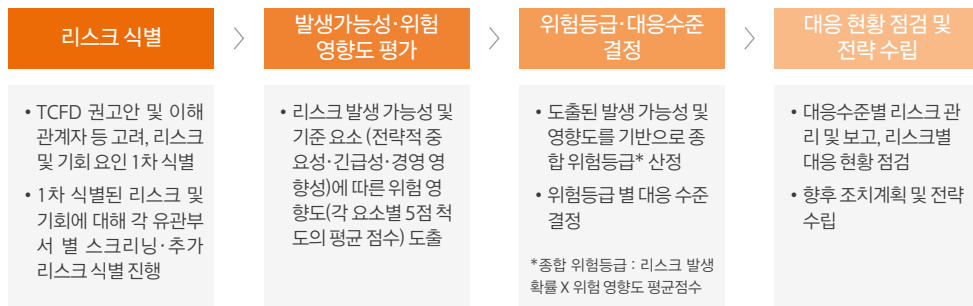 리스크 식별
발생가능성·위험
영향도 평가
위험등급·대응수준
결정
대응 현황 점검 및
전략 수립
• TCFD 권고안 및 이해
관계자 등 고려, 리스크
및 기회 요인 1차 식별
• 1차 식별된 리스크 및
기회에 대해 각 유관부
서 별 스크리닝·추가
리스크 식별 진행
• 리스크 발생 가능성 및
기준 요소 (전략적 중
요성·긴급성·경영 영
향성)에 따른 위험 영
향도(각 요소별 5점 척
도의 평균 점수) 도출
• 도출된 발생 가능성 및
영향도를 기반으로 종
합 위험등급* 산정
• 위험등급 별 대응 수준
결정
*종합 위험등급 : 리스크 발생
확률 X 위험 영향도 평균점수
• 대응수준별 리스크 관
리 및 보고, 리스크별
대응 현황 점검
• 향후 조치계획 및 전략
수립